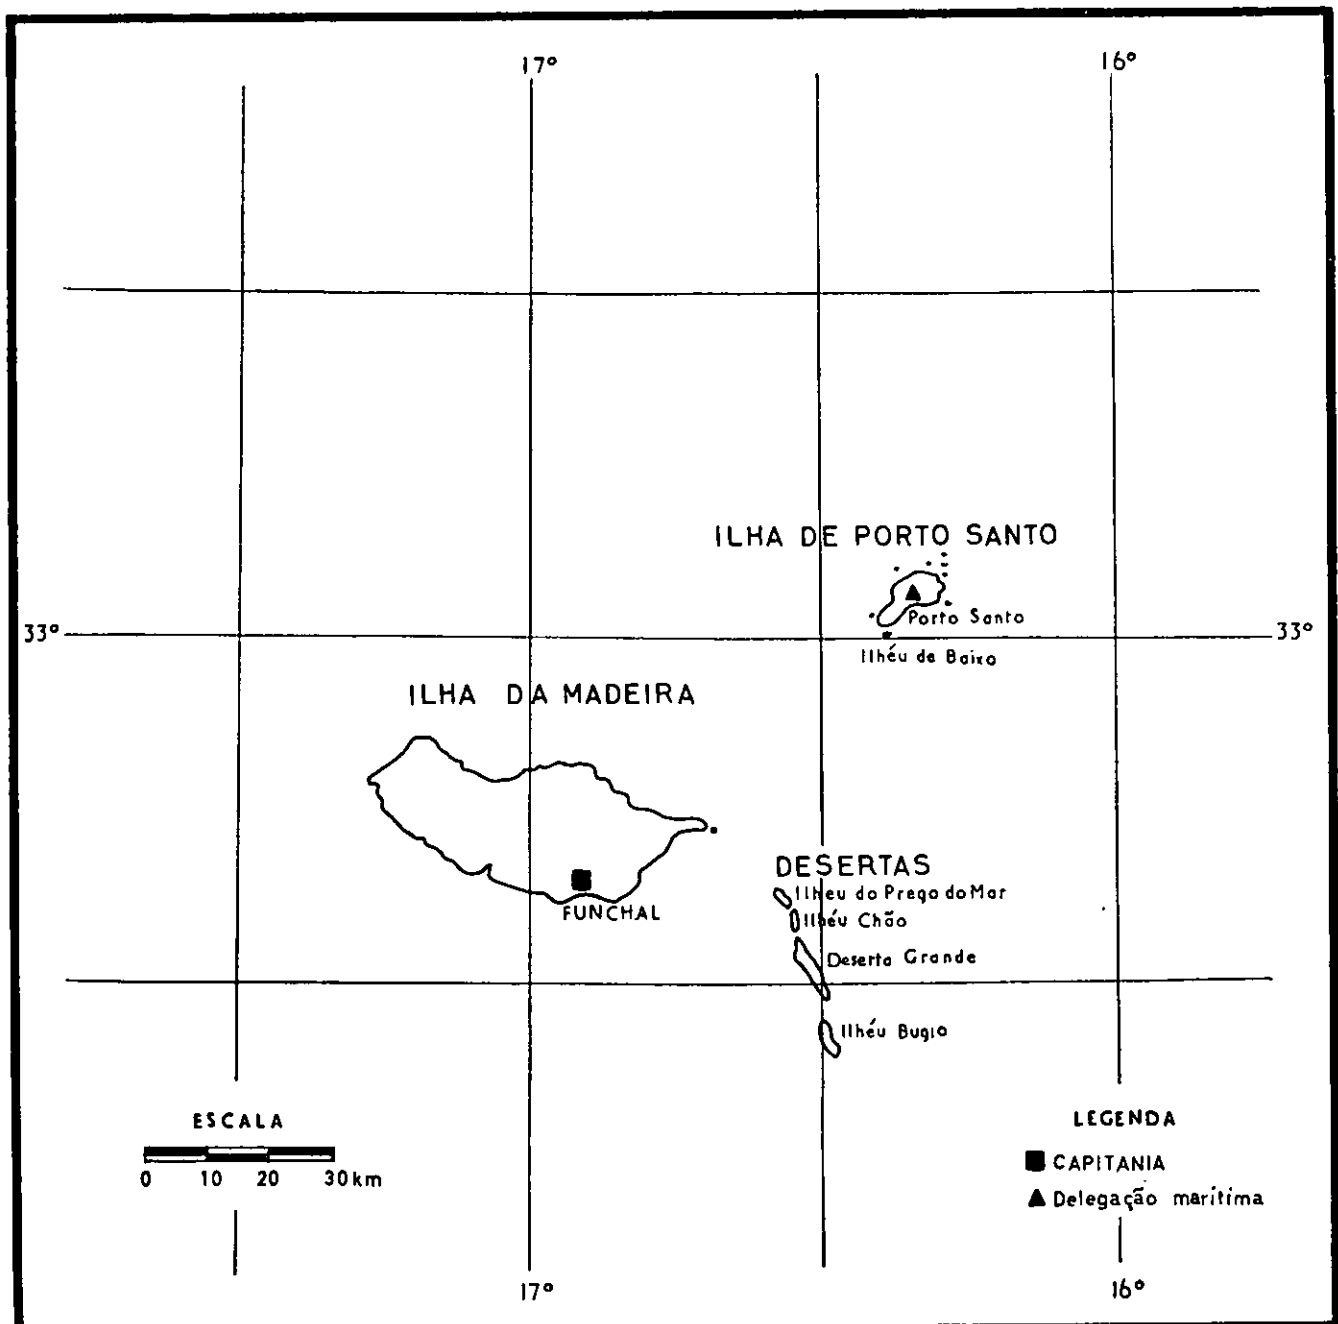 17° 16°
ILHA DE PORTO SANTO
Porto Santo
33° 33°
Ilhéu de Baixo
ILHA DA MADEIRA
DESERTAS
Ilheu do Prego do Mar
FUNCHAL
Ilhéu Chão
Deserta Grande
Ilhéu Bugio
ESCALA
0 10 20 30km
LEGENDA
CAPITANIA
Delegação marítima
17° 16°